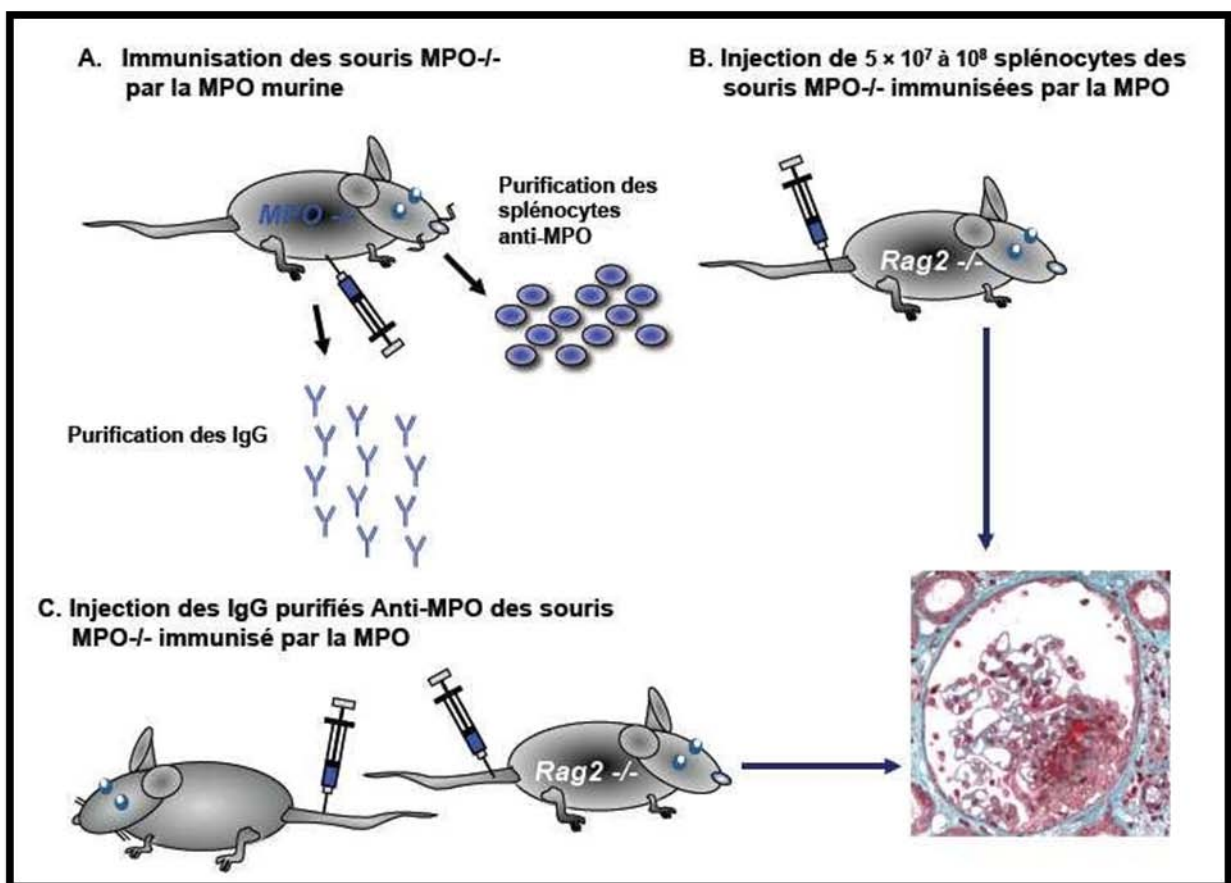 A. Immunisation des souris MPO-/-
par la MPO murine
B. Injection de 5 × 10⁷ à 10⁸ splénocytes des
souris MPO-/- immunisées par la MPO
MPO -/-
Purification des
splénocytes
anti-MPO
Rag2 -/-
Purification des IgG
C. Injection des IgG purifiés Anti-MPO des souris
MPO-/- immunisé par la MPO
Rag2 -/-